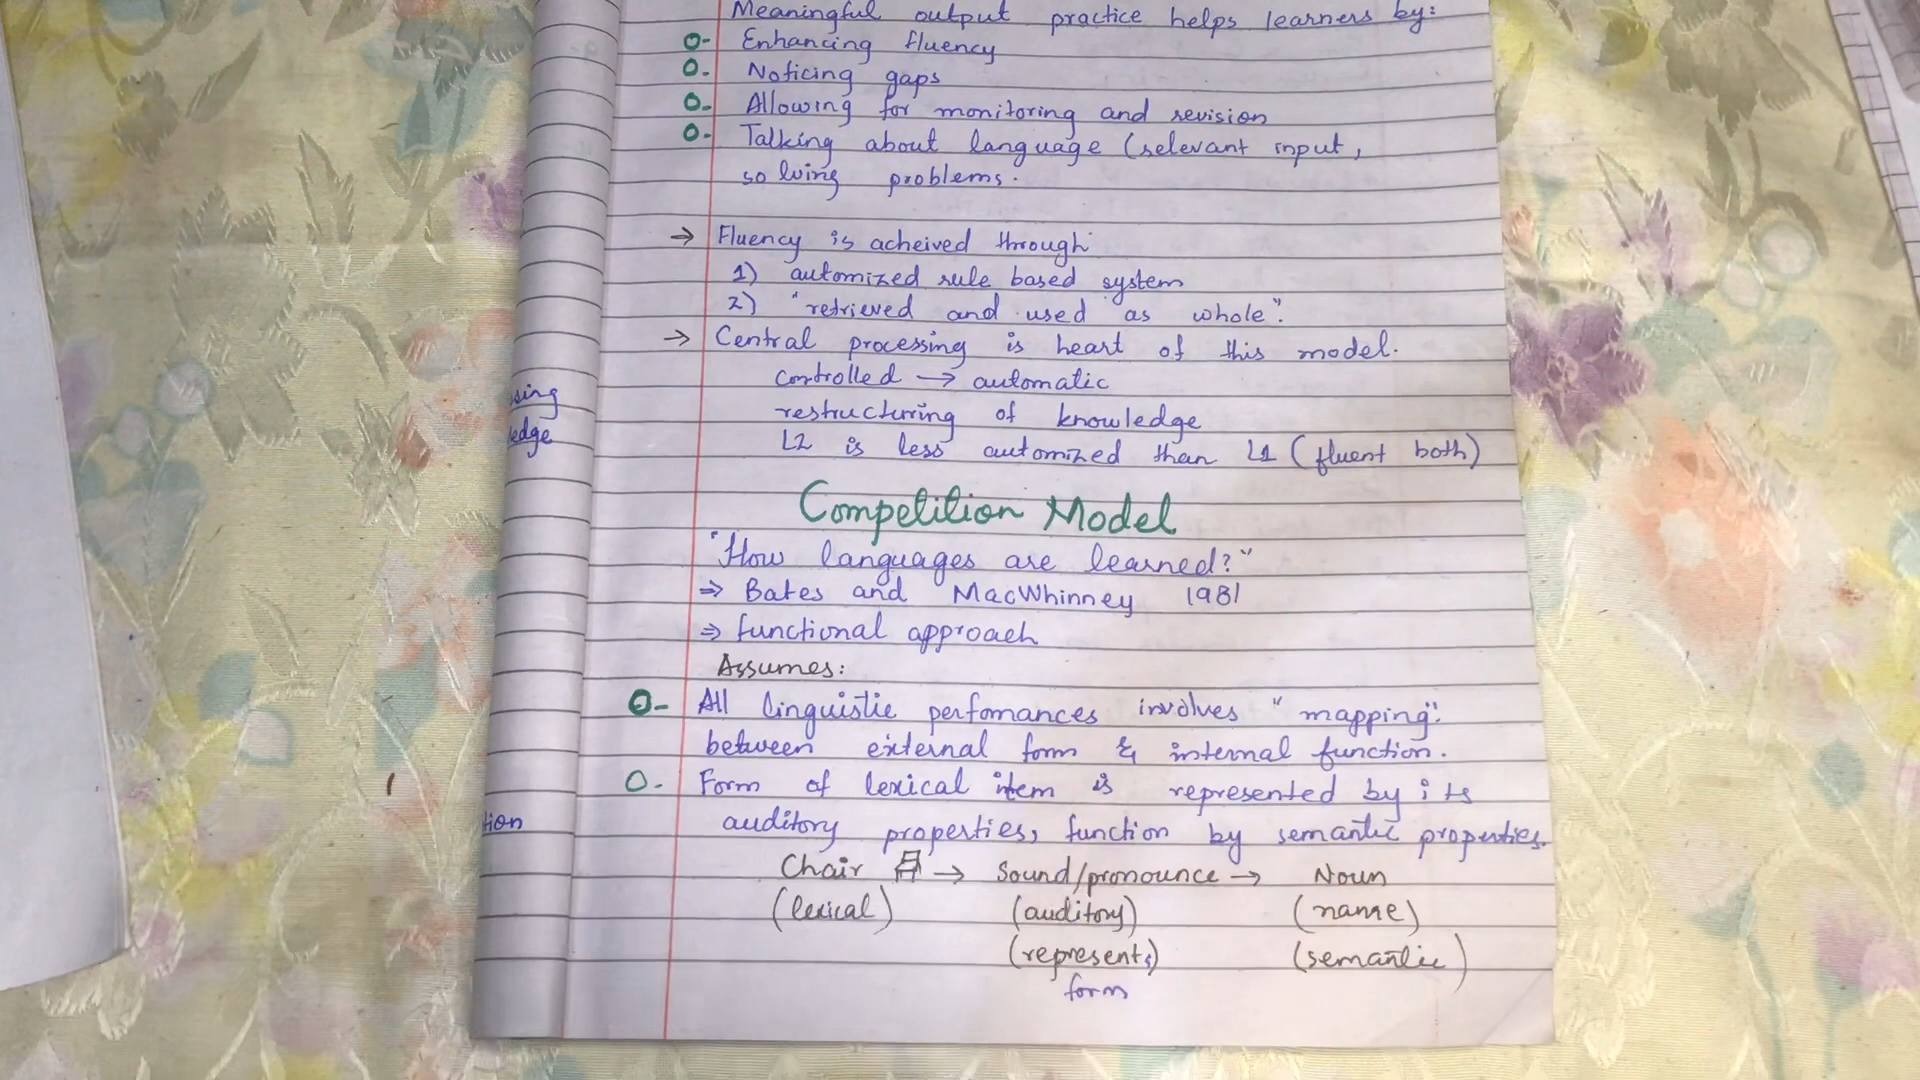 Meaningful output practice helps learners by:
O- Enhancing fluency
O. Noticing gaps
O- Allowing for monitoring and revision
O- Talking about language (relevant input,
solving problems.
→ Fluency is acheived through
1) automized rule based system
2) "retrieved and used as whole".
→ Central processing is heart of this model.
controlled → automatic
restructuring of knowledge
L2 is less automized than L1 (fluent both)
Competition Model
"How languages are learned?"
⇒ Bates and MacWhinney 1981
⇒ functional approach
Assumes:
O- All linguistic perfomances involves "mapping".
between external form & internal function.
O. Form of lexical item is represented by its
auditory properties, function by semantic properties.
Chair → Sound/pronounce → Noun
(lexical) (auditory) (name)
(represents) (semantic)
form